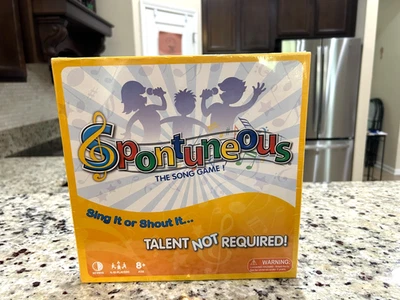 Spontuneous
THE SONG GAME!
Sing It or Shout It...
TALENT NOT REQUIRED!
8+
WARNING: